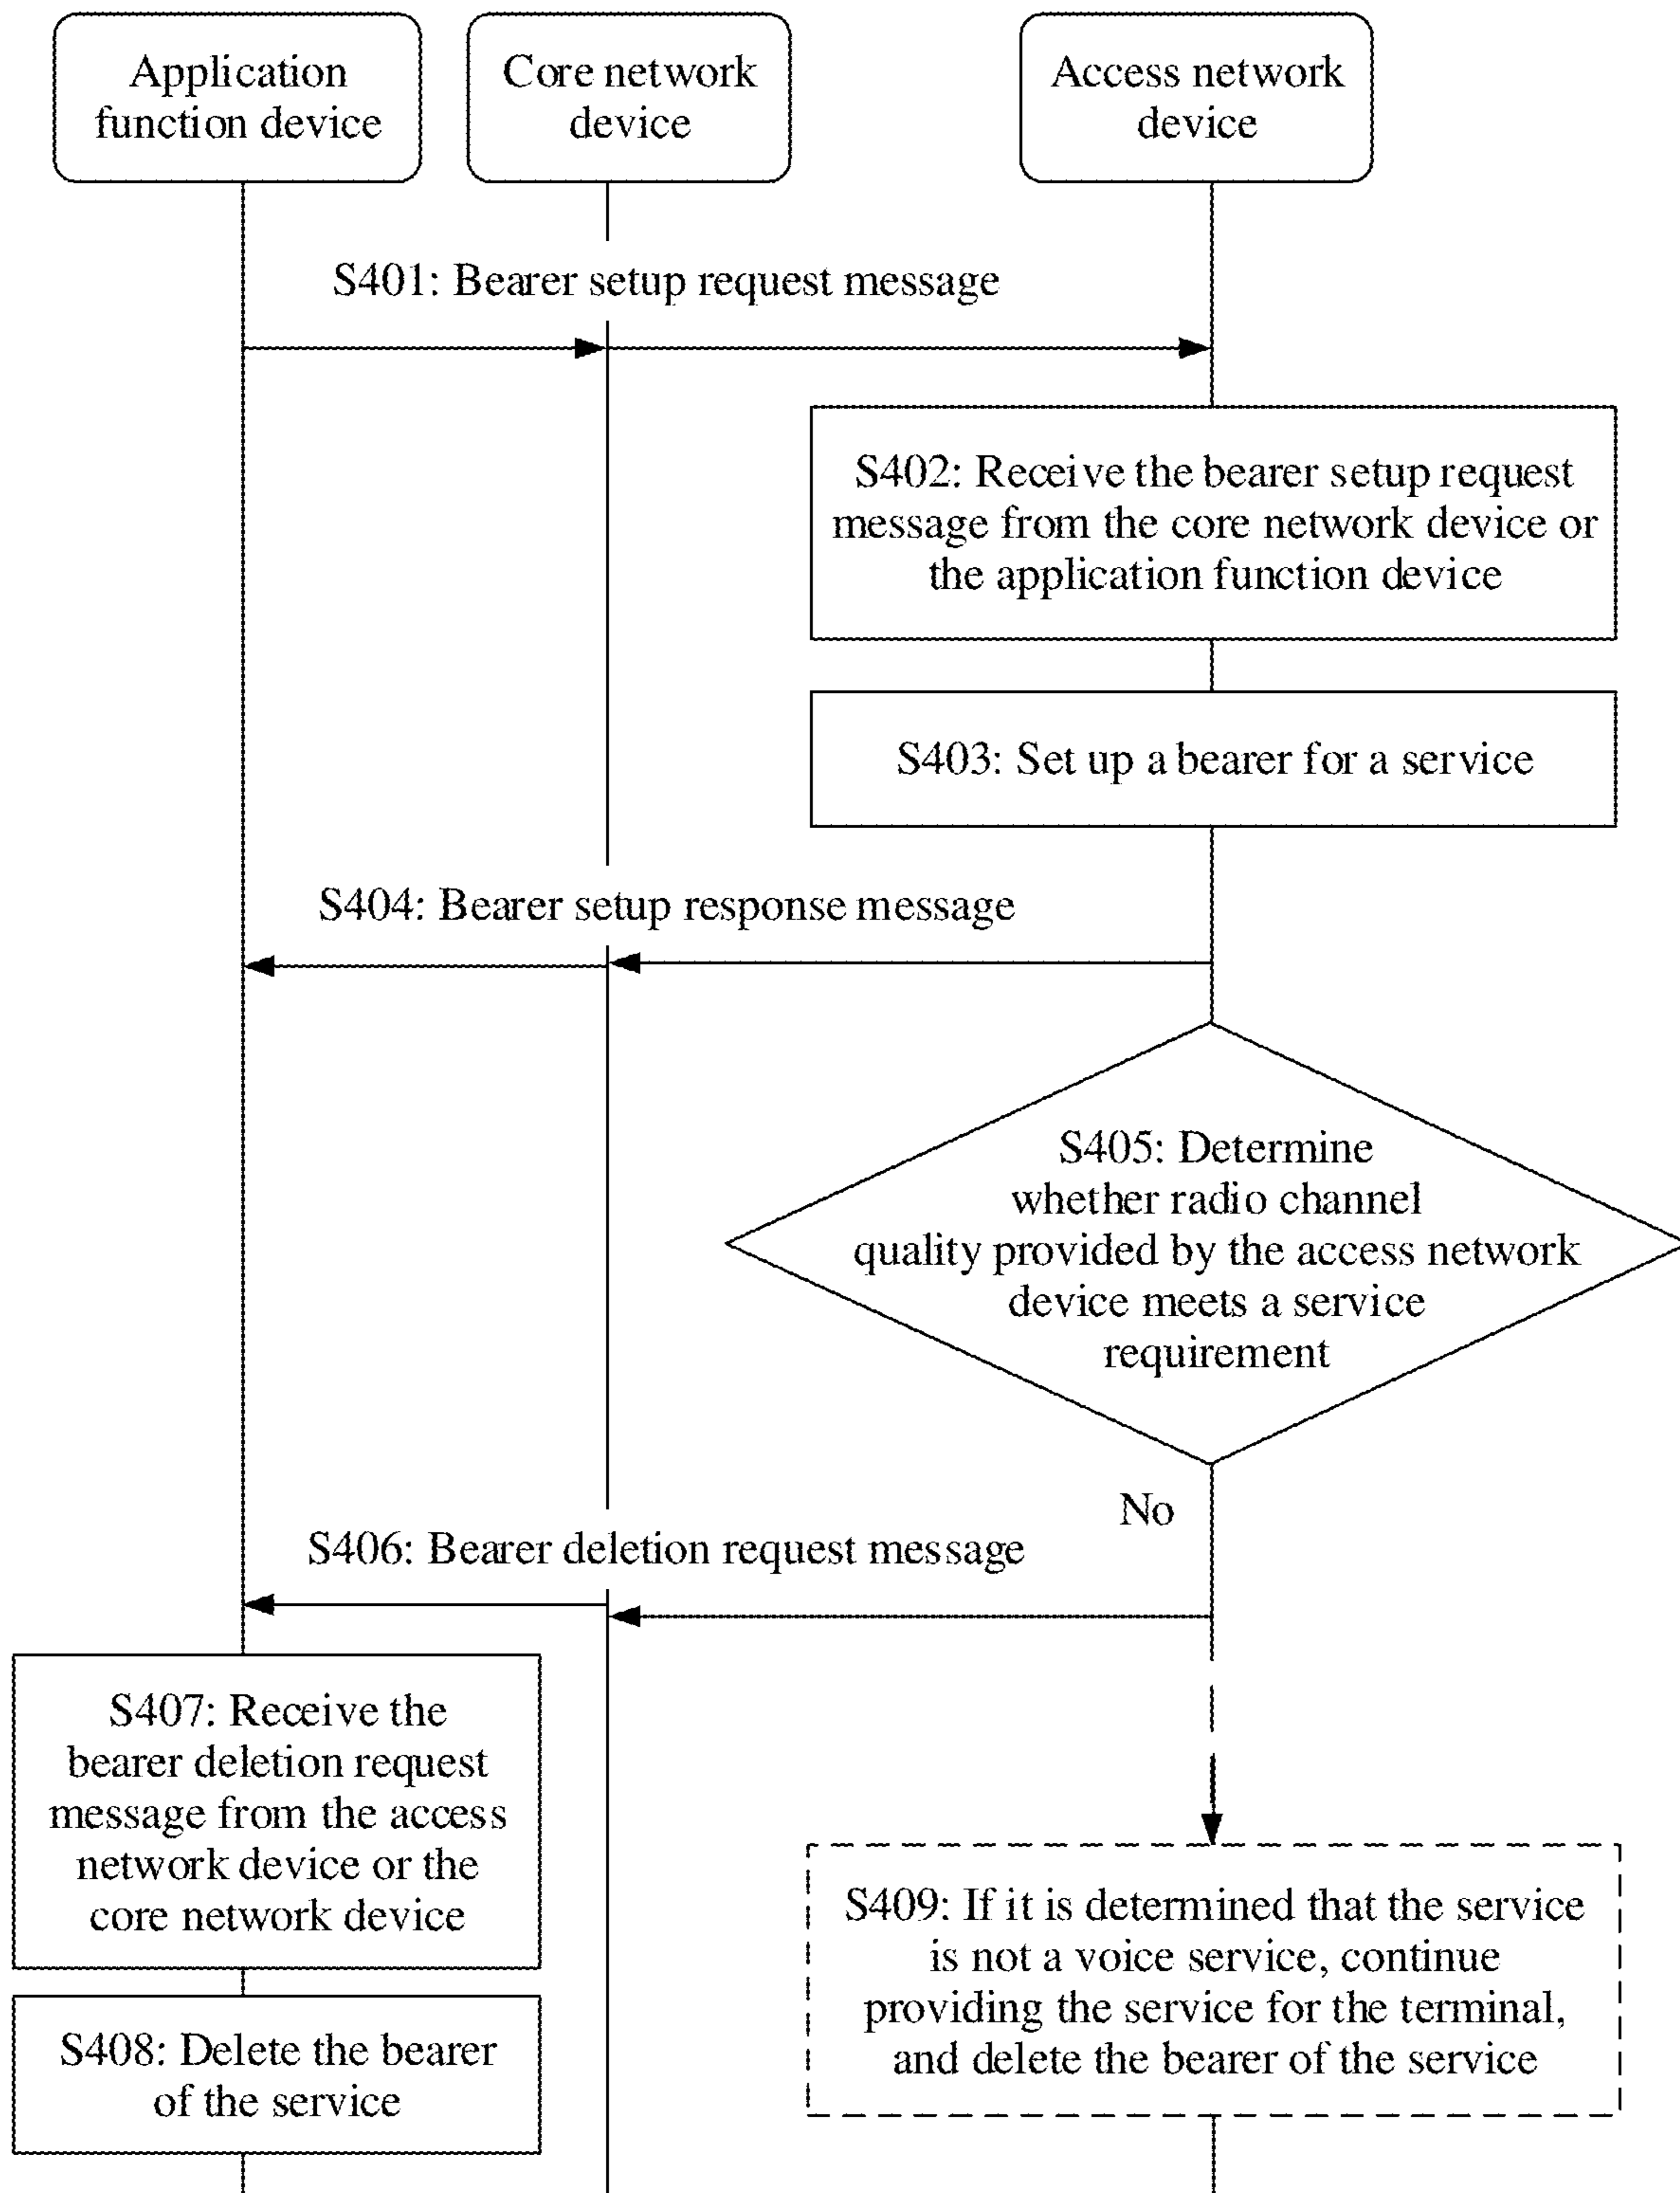 Application
function device
Core network
device
Access network
device
S401: Bearer setup request message
S402: Receive the bearer setup request
message from the core network device or
the application function device
S403: Set up a bearer for a service
S404: Bearer setup response message
S405: Determine
whether radio channel
quality provided by the access network
device meets a service
requirement
No
S406: Bearer deletion request message
S407: Receive the
bearer deletion request
message from the access
network device or the
core network device
S408: Delete the bearer
of the service
S409: If it is determined that the service
is not a voice service, continue
providing the service for the terminal,
and delete the bearer of the service